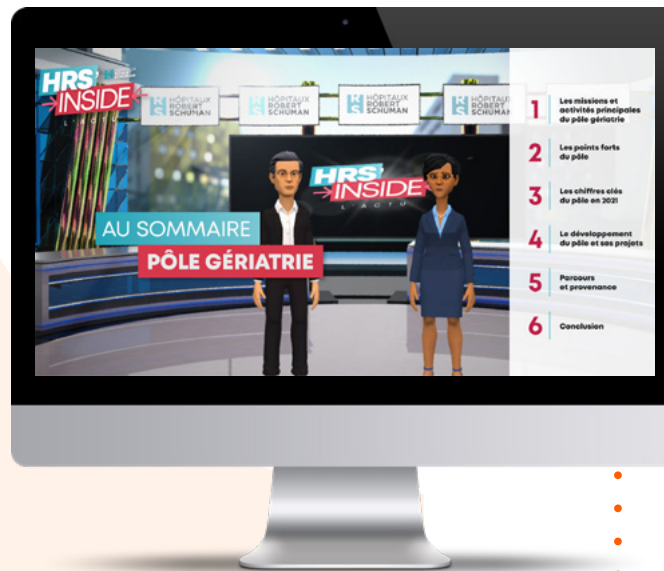 HRS
INSIDE
L'ACTU
HÔPITAUX
ROBERT
SCHUMAN
HÔPITAUX
ROBERT
SCHUMAN
HÔPITAUX
ROBERT
SCHUMAN
HÔPITAUX
ROBERT
SCHUMAN
HRS
INSIDE
L'ACTU
AU SOMMAIRE
PÔLE GÉRIATRIE
1 Les missions et
activités principales
du pôle gériatrie
2 Les points forts
du pôle
3 Les chiffres clés
du pôle en 2021
4 Le développement
du pôle et ses projets
5 Parcours
et provenance
6 Conclusion